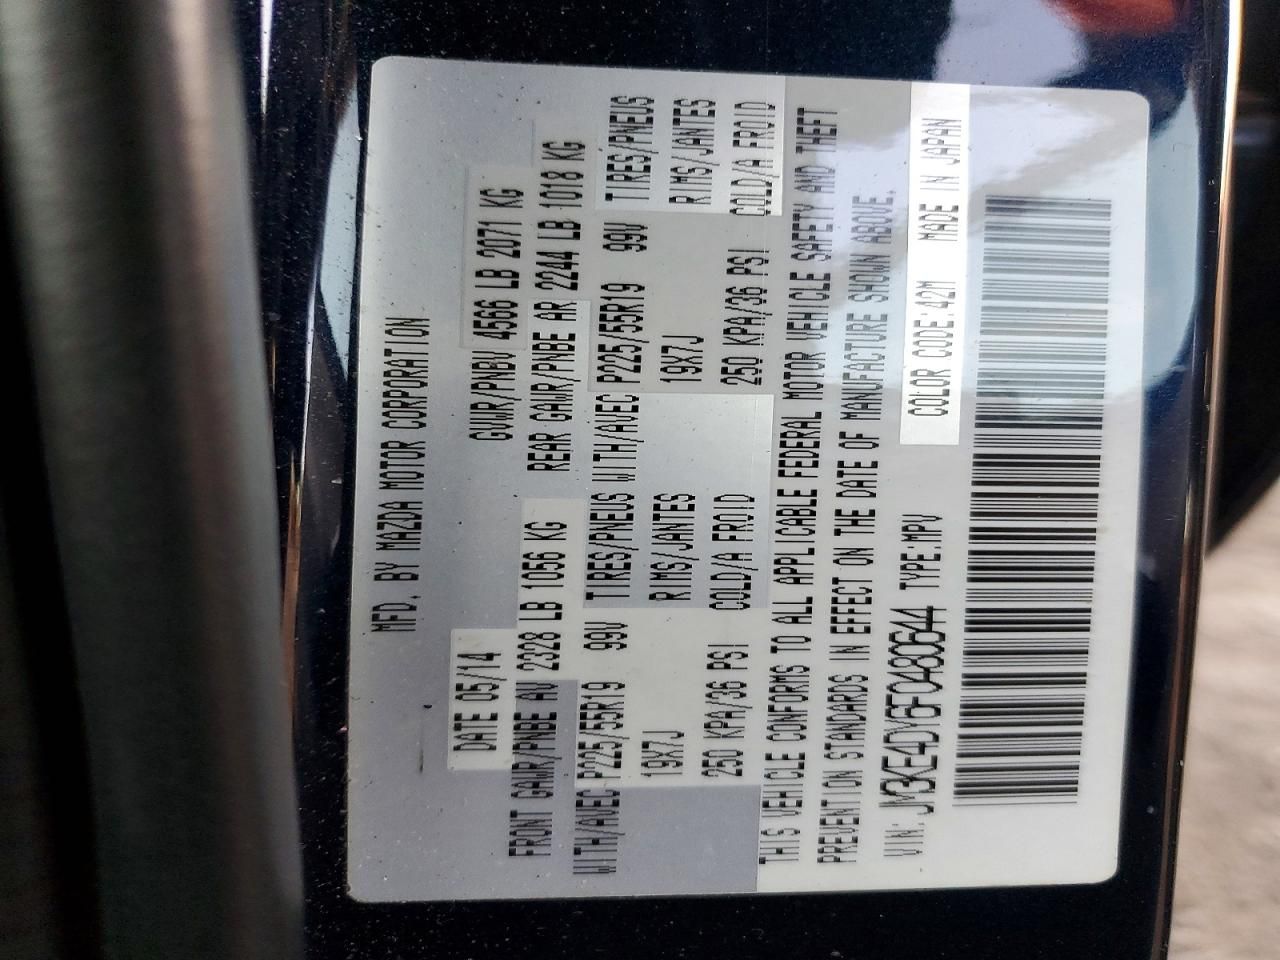 MFD. BY MAZDA MOTOR CORPORATION
DATE 05/14 GVWR/PNBV 4566 LB 2071 KG
FRONT GAWR/PNBE AV 2328 LB 1056 KG REAR GAWR/PNBE AR 2244 LB 1018 KG
WITH/AVEC P225/55R19 99V TIRES/PNEUS WITH/AVEC P225/55R19 99V TIRES/PNEUS
19X7J RIMS/JANTES 19X7J RIMS/JANTES
250 KPA/36 PSI COLD/A FROID 250 KPA/36 PSI COLD/A FROID
THIS VEHICLE CONFORMS TO ALL APPLICABLE FEDERAL MOTOR VEHICLE SAFETY AND THEFT
PREVENTION STANDARDS IN EFFECT ON THE DATE OF MANUFACTURE SHOWN ABOVE.
VIN: JM3KE4DY6F0480644 TYPE:MPV COLOR CODE:42M MADE IN JAPAN